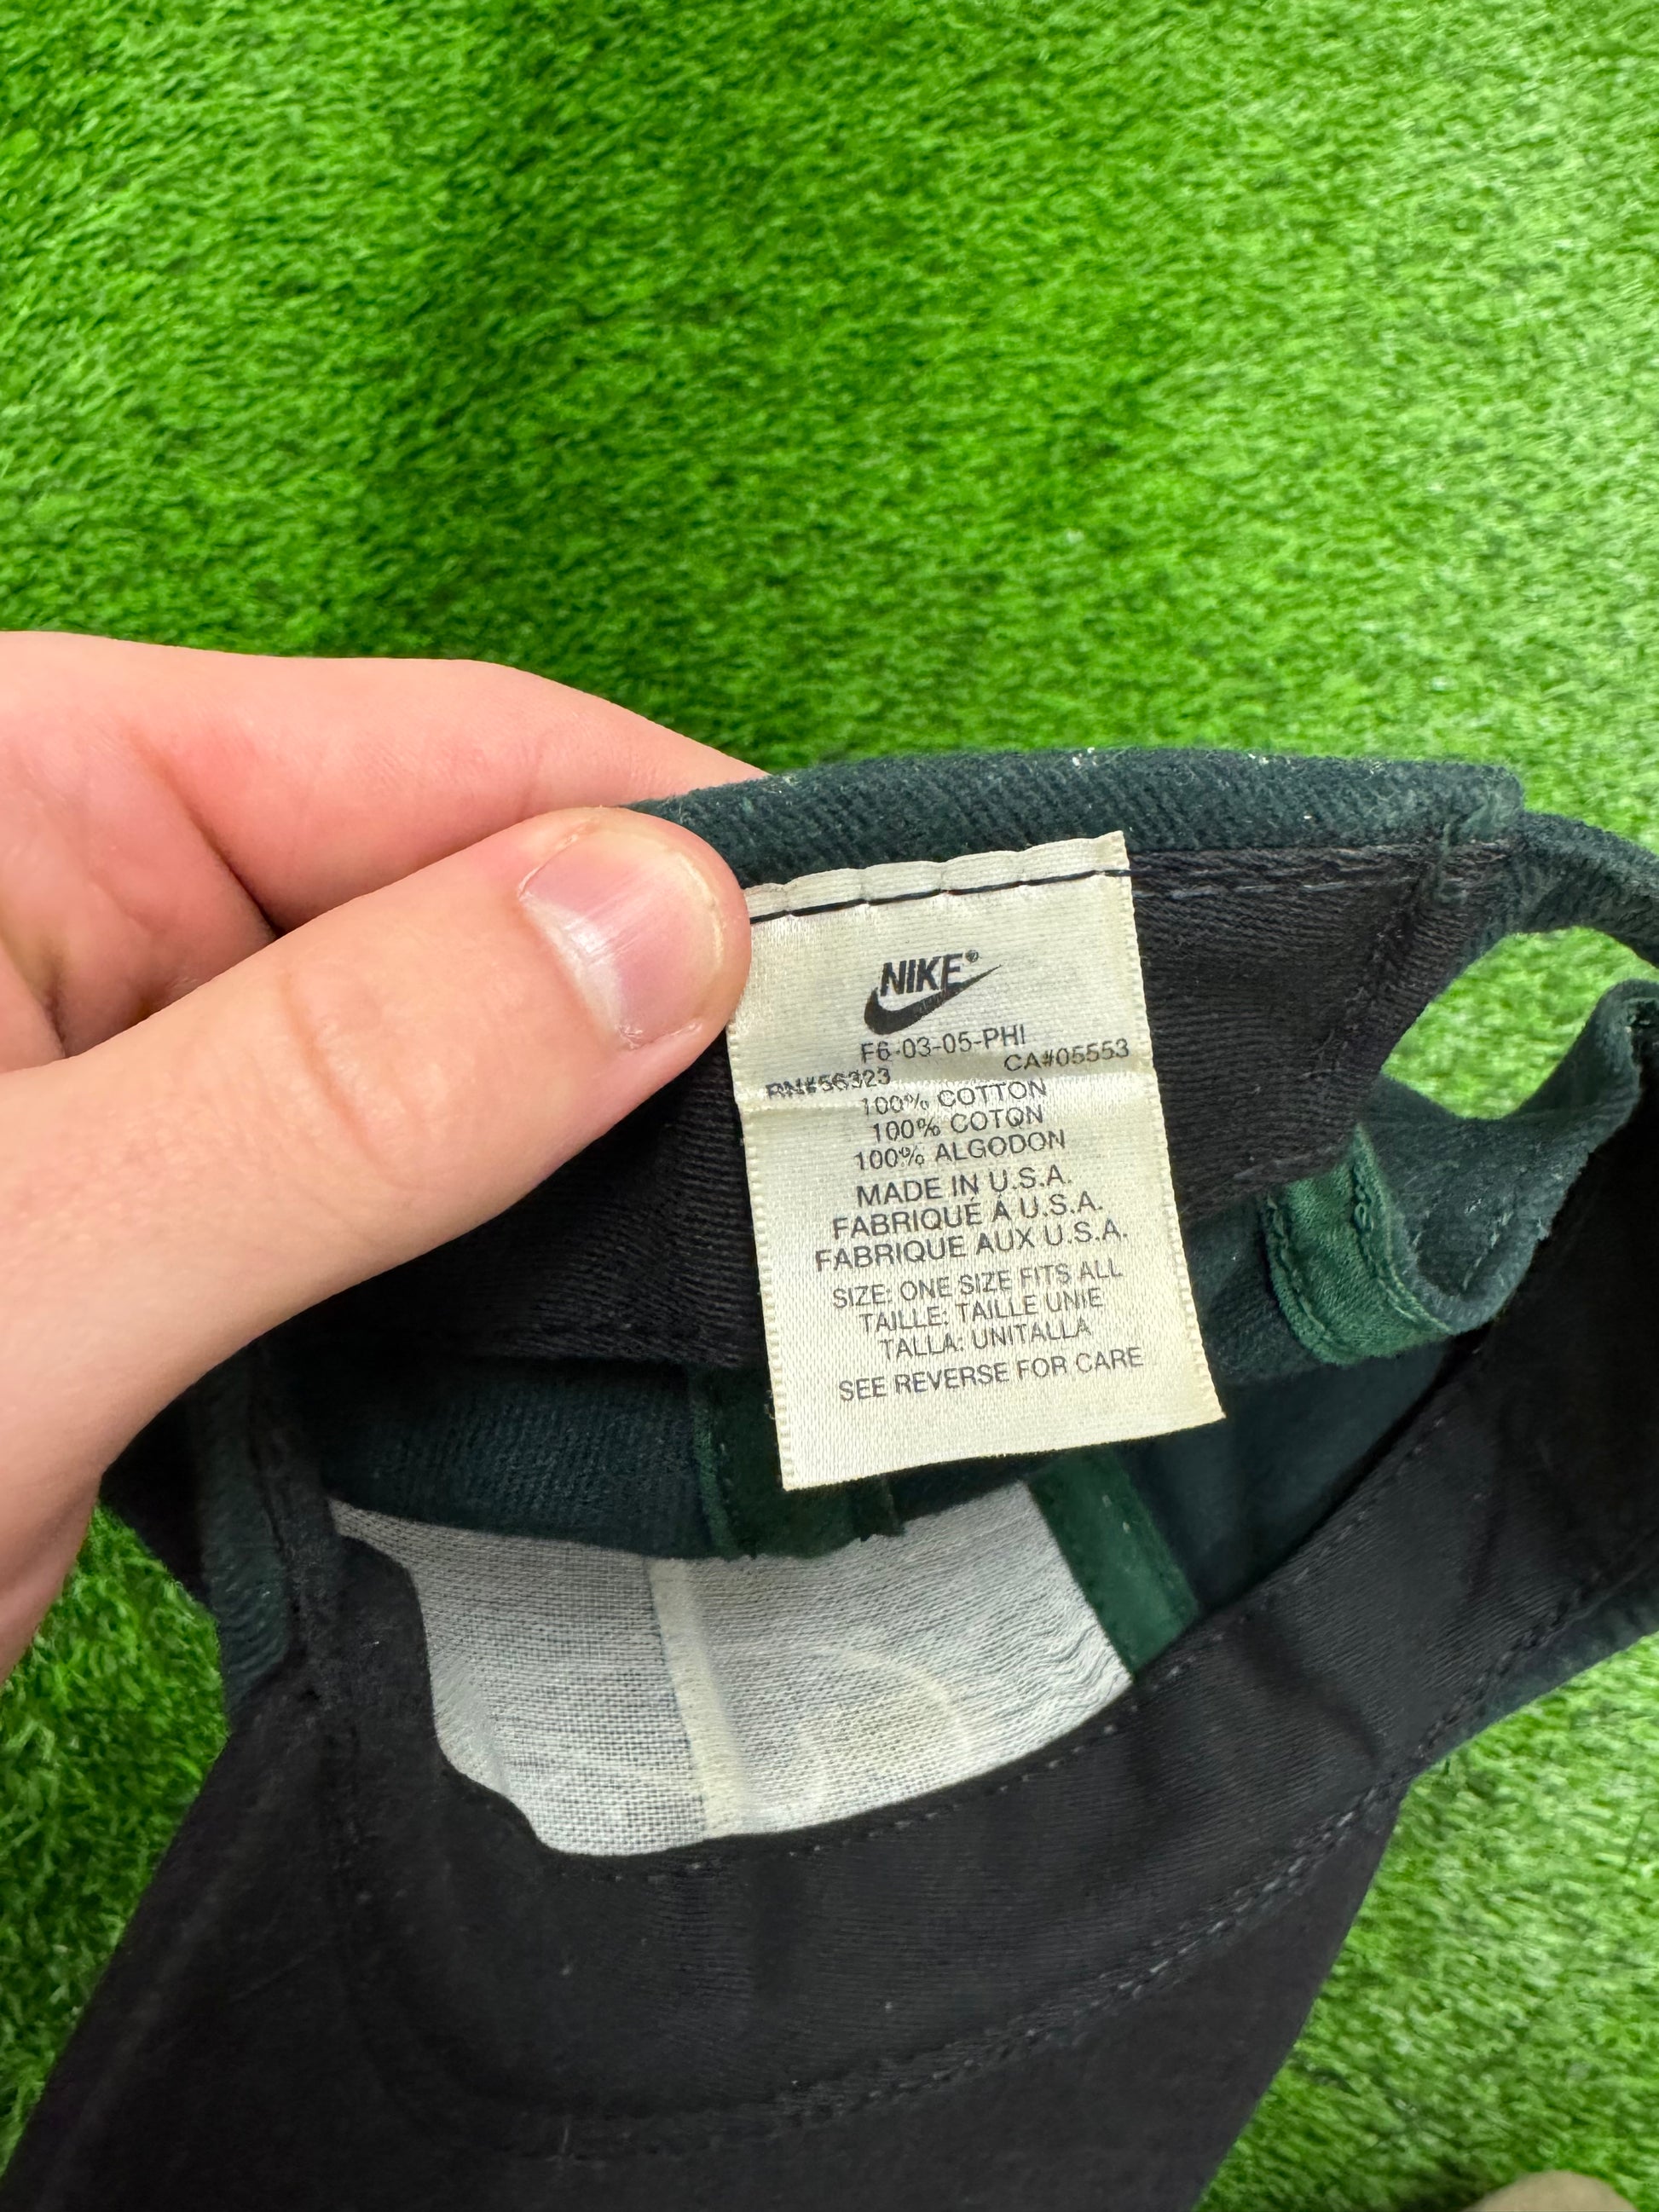 NIKE®
F6-03-05-PHI
RN#56323 CA#05553
100% COTTON
100% COTON
100% ALGODON
MADE IN U.S.A.
FABRIQUÉ Á U.S.A.
FABRIQUE AUX U.S.A.
SIZE: ONE SIZE FITS ALL
TAILLE: TAILLE UNIE
TALLA: UNITALLA
SEE REVERSE FOR CARE